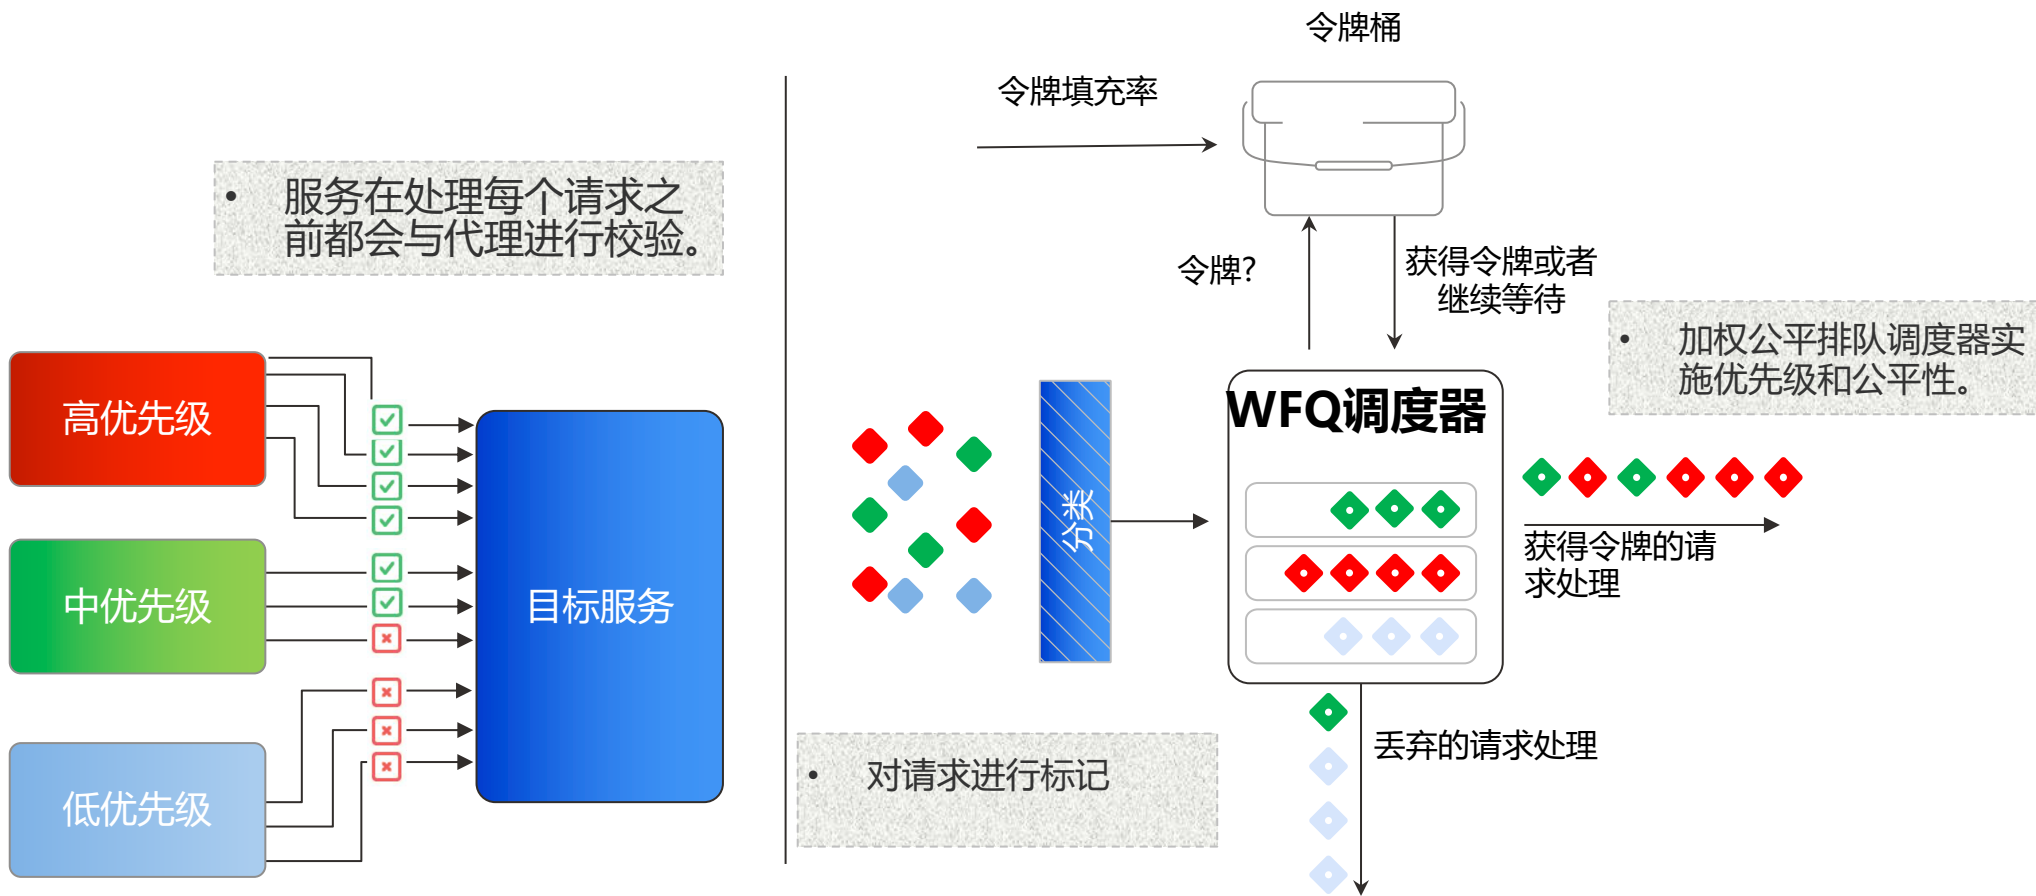 令牌桶
令牌填充率
• 服务在处理每个请求之
前都会与代理进行校验。
令牌?
获得令牌或者
继续等待
• 加权公平排队调度器实
施优先级和公平性。
高优先级
中优先级
低优先级
目标服务
分类
WFQ调度器
获得令牌的请
求处理
丢弃的请求处理
• 对请求进行标记